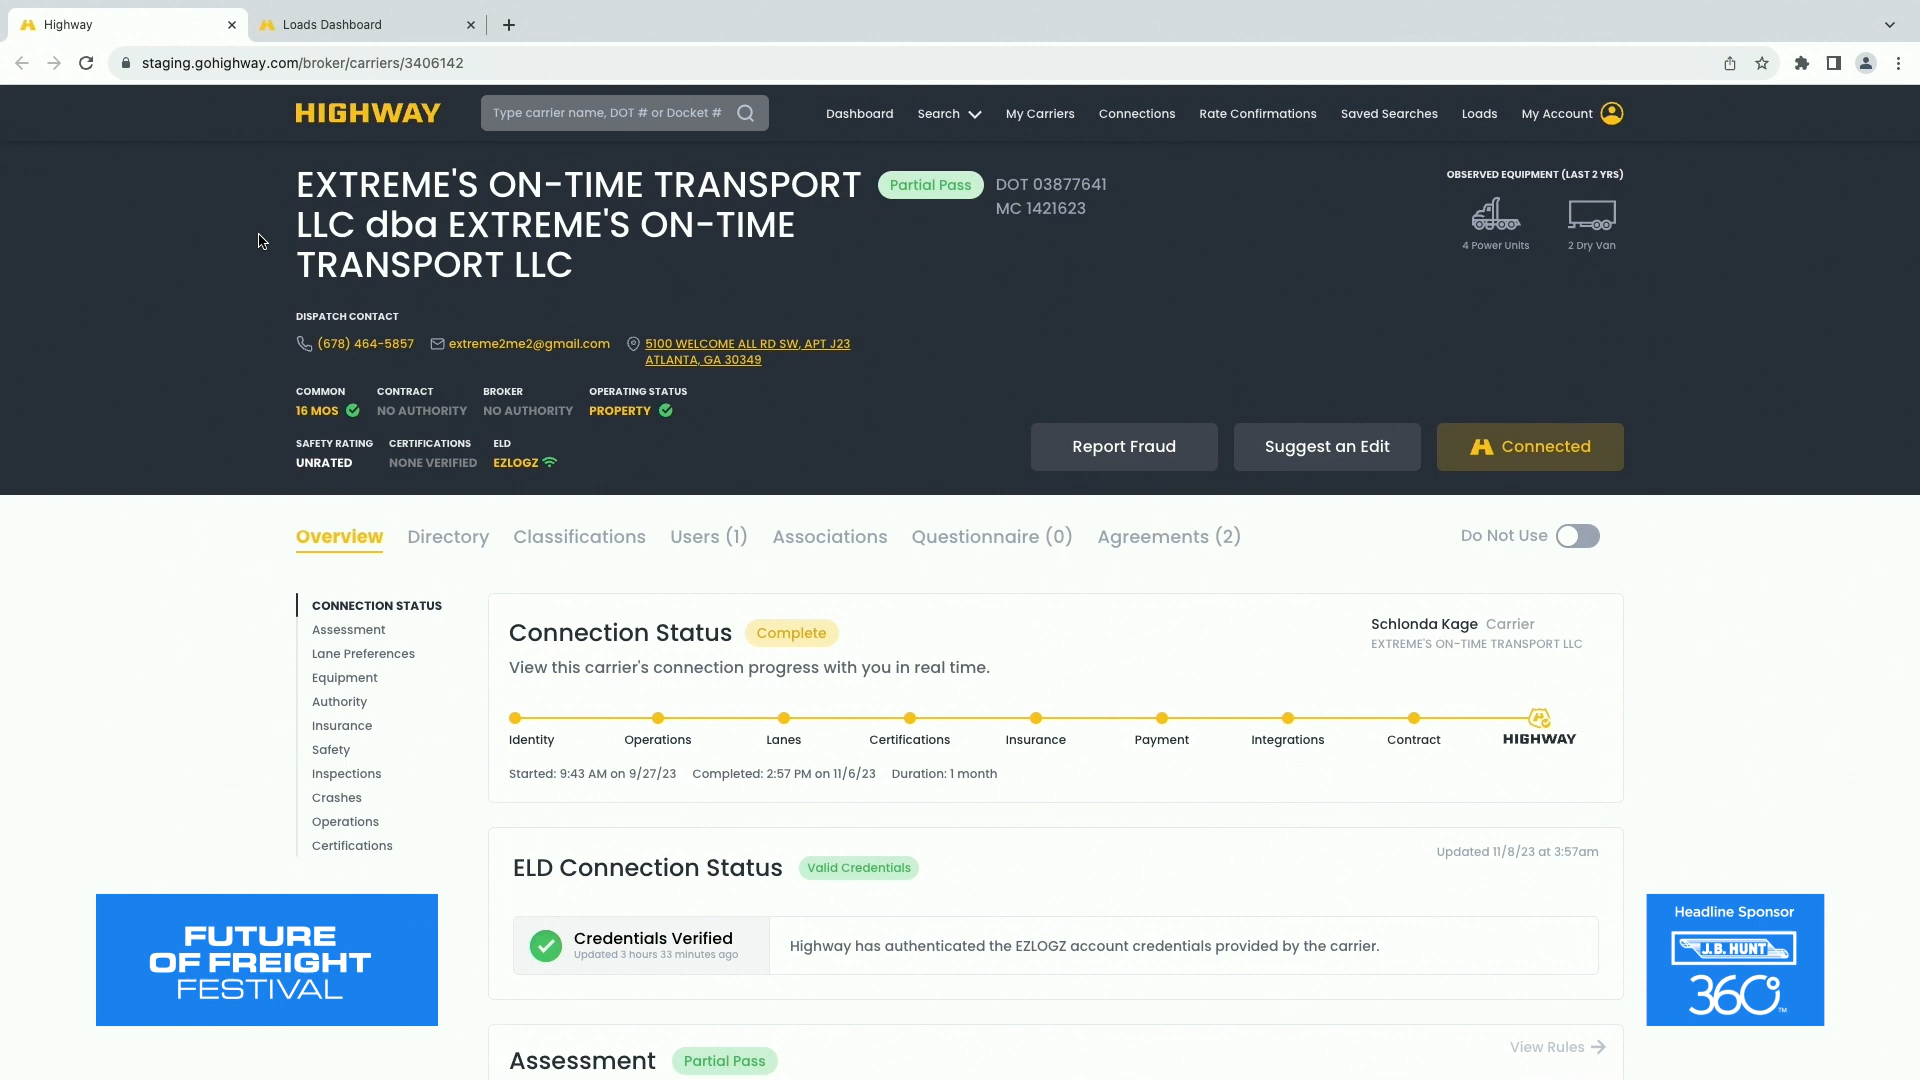 Highway
Loads Dashboard
staging.gohighway.com/broker/carriers/3406142
HIGHWAY
Type carrier name, DOT # or Docket #
Dashboard
Search
My Carriers
Connections
Rate Confirmations
Saved Searches
Loads
My Account
EXTREME'S ON-TIME TRANSPORT
LLC dba EXTREME'S ON-TIME
TRANSPORT LLC
Partial Pass
DOT 03877641
MC 1421623
OBSERVED EQUIPMENT (LAST 2 YRS)
4 Power Units
2 Dry Van
DISPATCH CONTACT
(678) 464-5857
extreme2me2@gmail.com
5100 WELCOME ALL RD SW, APT J23
ATLANTA, GA 30349
COMMON
CONTRACT
BROKER
OPERATING STATUS
16 MOS
NO AUTHORITY
NO AUTHORITY
PROPERTY
SAFETY RATING
CERTIFICATIONS
ELD
UNRATED
NONE VERIFIED
EZLOGZ
Report Fraud
Suggest an Edit
Connected
Overview
Directory
Classifications
Users (1)
Associations
Questionnaire (0)
Agreements (2)
Do Not Use
CONNECTION STATUS
Assessment
Lane Preferences
Equipment
Authority
Insurance
Safety
Inspections
Crashes
Operations
Certifications
Connection Status
Complete
Schlonda Kage Carrier
EXTREME'S ON-TIME TRANSPORT LLC
View this carrier's connection progress with you in real time.
Identity
Operations
Lanes
Certifications
Insurance
Payment
Integrations
Contract
HIGHWAY
Started: 9:43 AM on 9/27/23
Completed: 2:57 PM on 11/6/23
Duration: 1 month
ELD Connection Status
Valid Credentials
Updated 11/8/23 at 3:57am
Credentials Verified
Updated 3 hours 33 minutes ago
Highway has authenticated the EZLOGZ account credentials provided by the carrier.
Assessment
Partial Pass
View Rules
FUTURE
OF FREIGHT
FESTIVAL
Headline Sponsor
J.B. HUNT
360°
TM